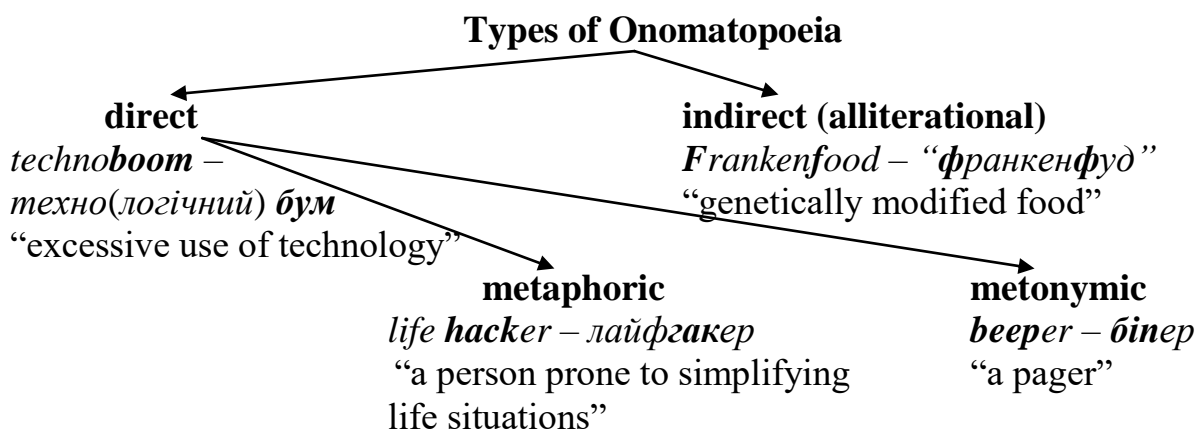 Types of Onomatopoeia
direct
technoboom –
техно(логічний) бум
“excessive use of technology”
indirect (alliterational)
Frankenfood – “франкенфуд”
“genetically modified food”
metaphoric
life hacker – лайфгакер
“a person prone to simplifying
life situations”
metonymic
beeper – біпер
“a pager”